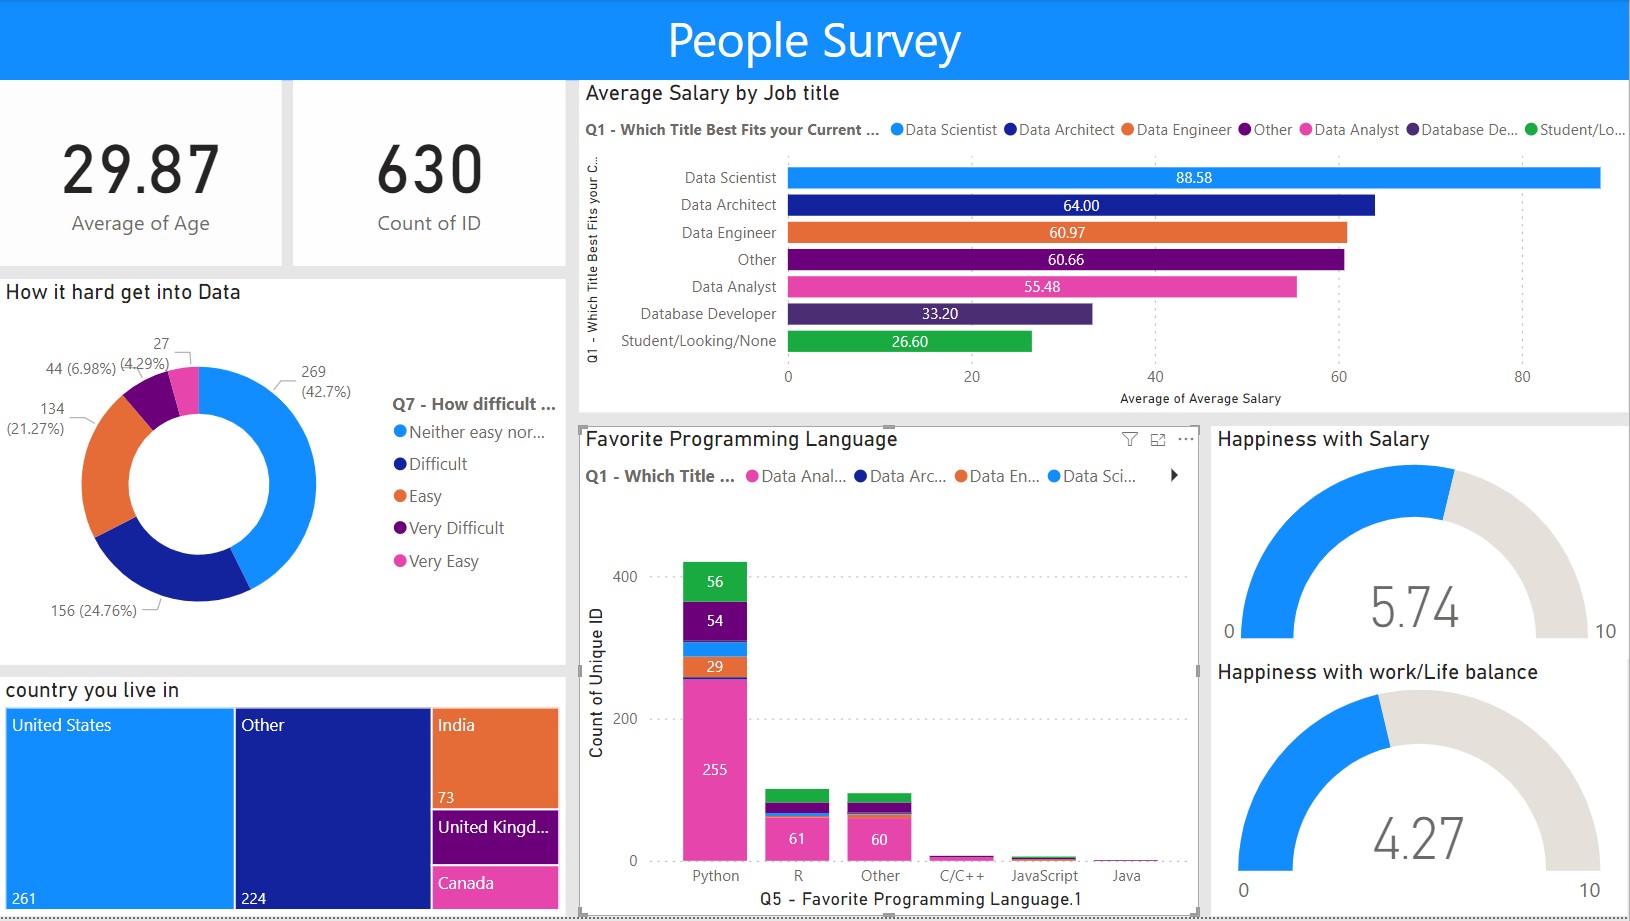 People Survey
29.87
Average of Age
630
Count of ID
Average Salary by Job title
Q1 - Which Title Best Fits your Current ... Data Scientist Data Architect Data Engineer Other Data Analyst Database De... Student/Lo...
Q1 - Which Title Best Fits your C...
Data Scientist 88.58
Data Architect 64.00
Data Engineer 60.97
Other 60.66
Data Analyst 55.48
Database Developer 33.20
Student/Looking/None 26.60
0 20 40 60 80
Average of Average Salary
How it hard get into Data
27
(4.29%)
44 (6.98%)
269
(42.7%)
134
(21.27%)
156 (24.76%)
Q7 - How difficult ...
Neither easy nor...
Difficult
Easy
Very Difficult
Very Easy
country you live in
United States
261
Other
224
India
73
United Kingd...
Canada
Favorite Programming Language
Q1 - Which Title ... Data Anal... Data Arc... Data En... Data Sci...
Count of Unique ID
400
200
0
56
54
29
255
61
60
Python R Other C/C++ JavaScript Java
Q5 - Favorite Programming Language.1
Happiness with Salary
5.74
0 10
Happiness with work/Life balance
4.27
0 10